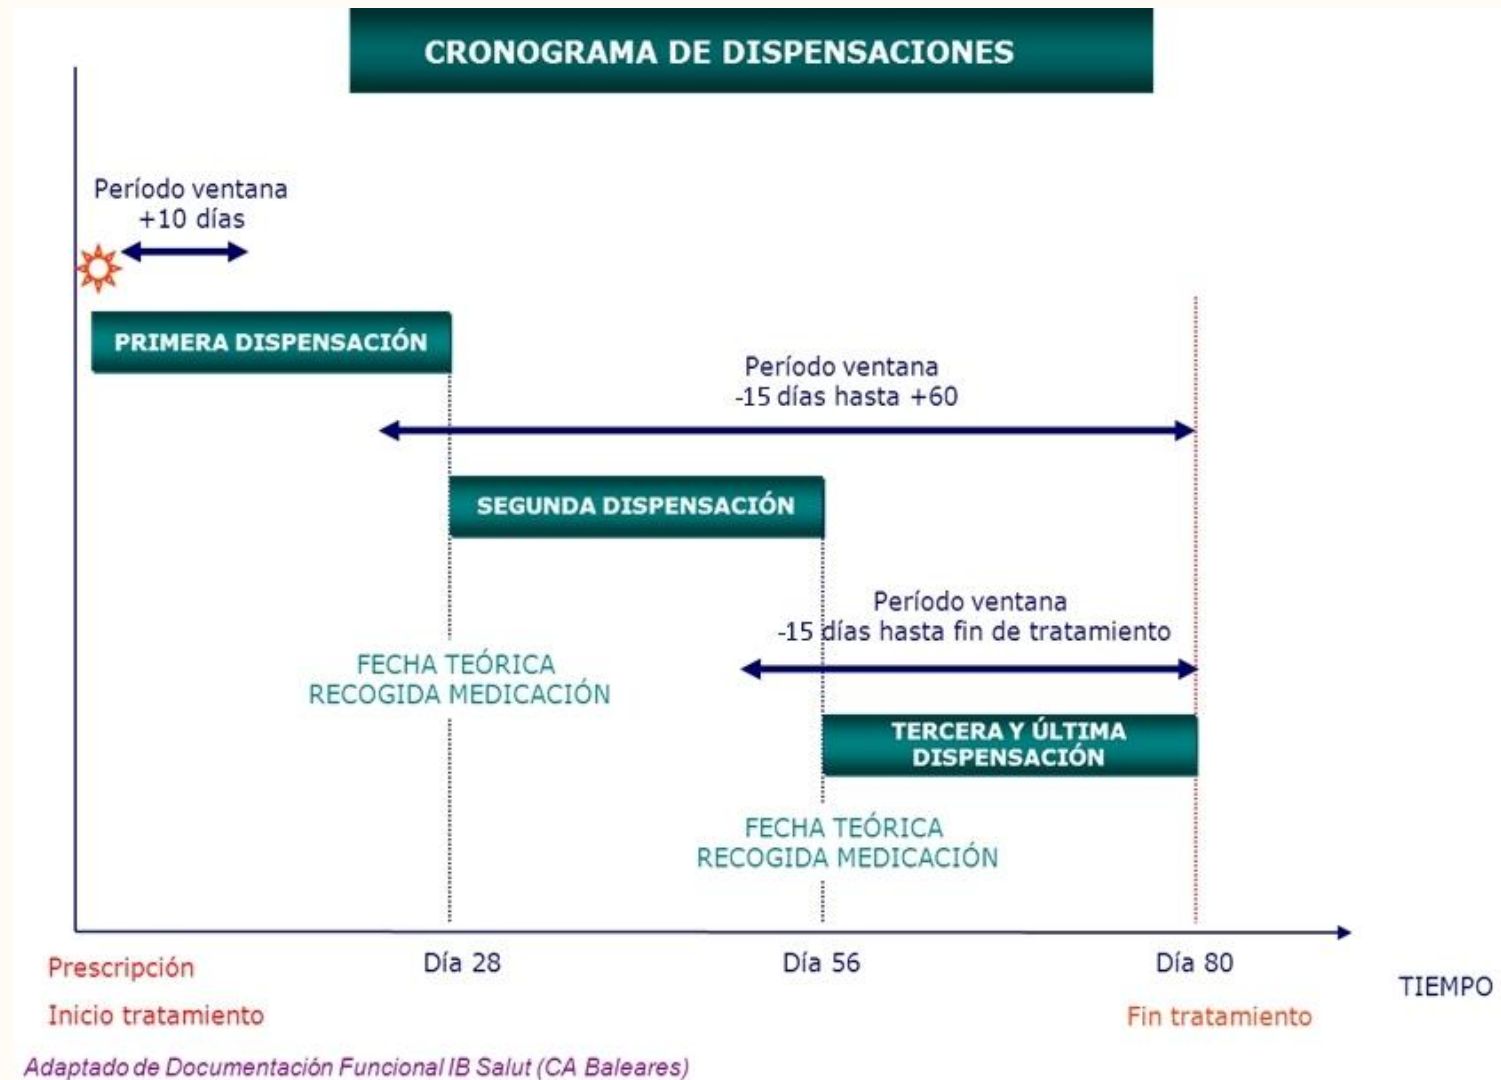 CRONOGRAMA DE DISPENSACIONES
Período ventana
+10 días
PRIMERA DISPENSACIÓN
Período ventana
-15 días hasta +60
SEGUNDA DISPENSACIÓN
Período ventana
-15 días hasta fin de tratamiento
FECHA TEÓRICA
RECOGIDA MEDICACIÓN
TERCERA Y ÚLTIMA
DISPENSACIÓN
FECHA TEÓRICA
RECOGIDA MEDICACIÓN
Prescripción
Inicio tratamiento
Día 28
Día 56
Día 80
Fin tratamiento
TIEMPO
Adaptado de Documentación Funcional IB Salut (CA Baleares)